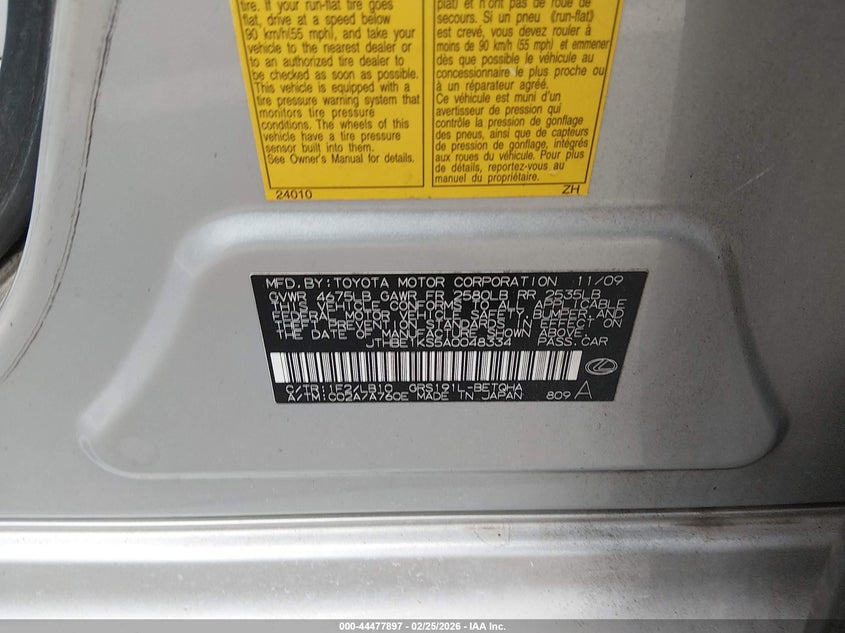 tire. If your run-flat tire goes
flat, drive at a speed below
90 km/h(55 mph), and take your
vehicle to the nearest dealer or
to an authorized tire dealer to
be checked as soon as possible.
This vehicle is equipped with a
tire pressure warning system that
monitors tire pressure
conditions. The wheels of this
vehicle have a tire pressure
sensor built into them.
See Owner's Manual for details.
24010
plat) et n'ont pas de roue de
secours. Si un pneu (run-flat)
est crevé, vous devez rouler à
moins de 90 km/h (55 mph) et emmener
dès que possible le véhicule au
concessionnaire le plus proche ou
à un réparateur agréé.
Ce véhicule est muni d'un
avertisseur de pression qui
contrôle la pression de gonflage
des pneus, ainsi que de capteurs
de pression de gonflage, intégrés
aux roues du véhicule. Pour plus
de détails, reportez-vous au
manuel du propriétaire.
ZH
MFD.BY:TOYOTA MOTOR CORPORATION 11/09
GVWR 4675LB GAWR FR 2580LB RR 2535LB
THIS VEHICLE CONFORMS TO ALL APPLICABLE
FEDERAL MOTOR VEHICLE SAFETY,BUMPER,AND
THEFT PREVENTION STANDARDS IN EFFECT ON
THE DATE OF MANUFACTURE SHOWN ABOVE.
JTHBE1KS5A0048334 PASS.CAR
C/TR:1F2/LB10 GRS191L-BETQHA
A/TM:C02A/A760E MADE IN JAPAN 809 A
000-44477897 - 02/25/2026 - IAA Inc.